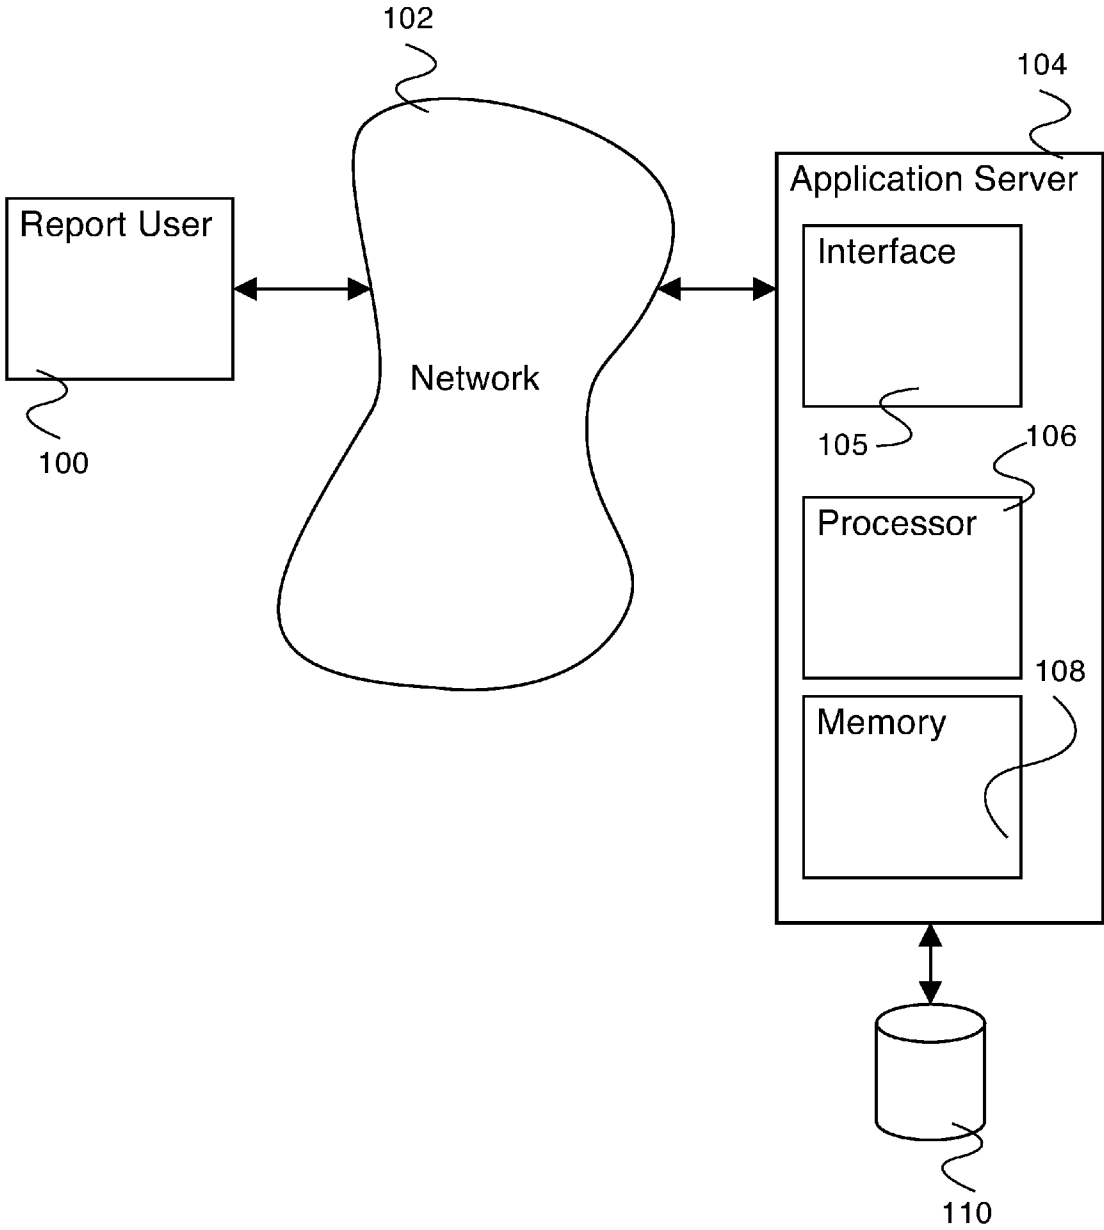 102
104
Application Server
Report User
Interface
Network
100
105
106
Processor
108
Memory
110